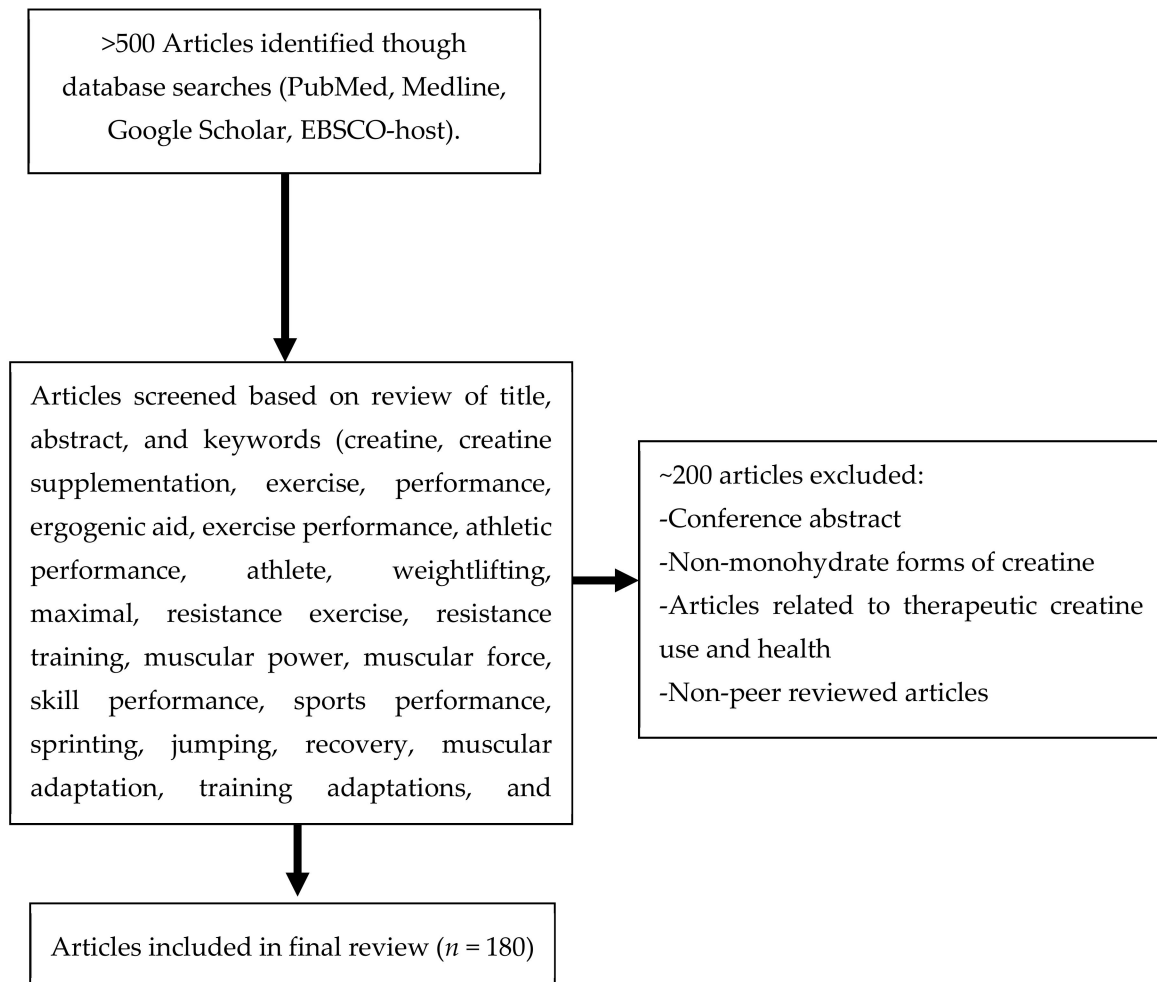 >500 Articles identified though
database searches (PubMed, Medline,
Google Scholar, EBSCO-host).
Articles screened based on review of title,
abstract, and keywords (creatine, creatine
supplementation, exercise, performance,
ergogenic aid, exercise performance, athletic
performance, athlete, weightlifting,
maximal, resistance exercise, resistance
training, muscular power, muscular force,
skill performance, sports performance,
sprinting, jumping, recovery, muscular
adaptation, training adaptations, and
~200 articles excluded:
-Conference abstract
-Non-monohydrate forms of creatine
-Articles related to therapeutic creatine
use and health
-Non-peer reviewed articles
Articles included in final review (n = 180)